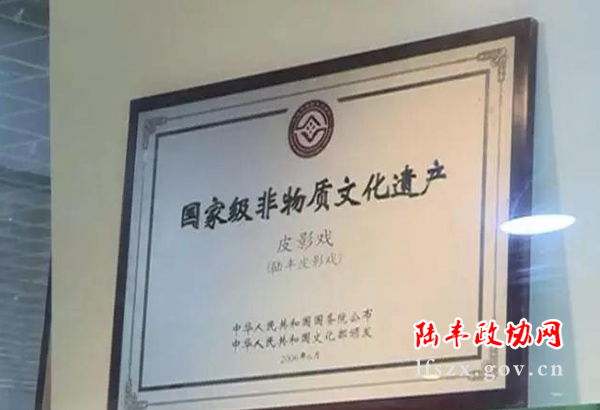 国家级非物质文化遗产
皮影戏
(陆丰皮影戏)
中华人民共和国国务院公布
中华人民共和国文化部颁发
2006年6月
陆丰政协网
lfszx.gov.cn